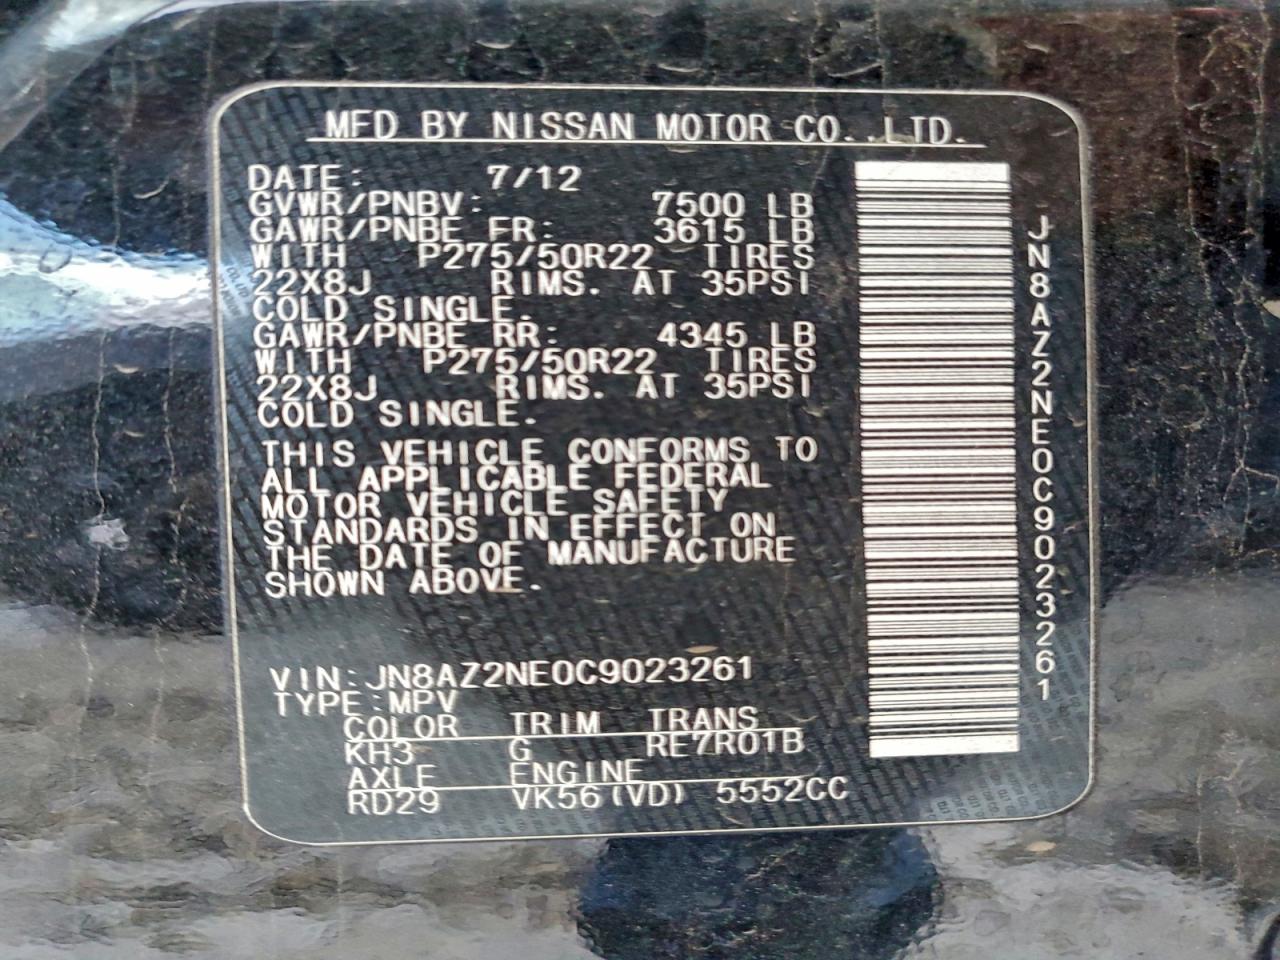 MFD BY NISSAN MOTOR CO.,LTD.
DATE: 7/12
GVWR/PNBV: 7500 LB
GAWR/PNBE FR: 3615 LB
WITH P275/50R22 TIRES
22X8J RIMS. AT 35PSI
COLD SINGLE.
GAWR/PNBE RR: 4345 LB
WITH P275/50R22 TIRES
22X8J RIMS. AT 35PSI
COLD SINGLE.
THIS VEHICLE CONFORMS TO
ALL APPLICABLE FEDERAL
MOTOR VEHICLE SAFETY
STANDARDS IN EFFECT ON
THE DATE OF MANUFACTURE
SHOWN ABOVE.
VIN:JN8AZ2NE0C9023261
TYPE:MPV
COLOR TRIM TRANS
KH3 G RE7R01B
AXLE ENGINE
RD29 VK56(VD) 5552CC
JN8AZ2NE0C9023261